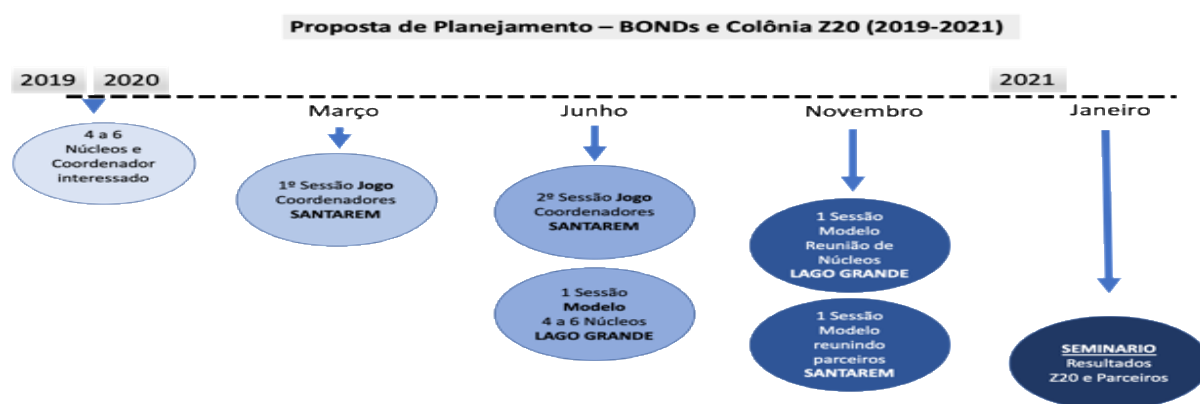 Proposta de Planejamento – BONDs e Colônia Z20 (2019-2021)
2019
2020
2021
Março
Junho
Novembro
Janeiro
4 a 6
Núcleos e
Coordenador
interessado
1º Sessão Jogo
Coordenadores
SANTAREM
2º Sessão Jogo
Coordenadores
SANTAREM
1 Sessão
Modelo
4 a 6 Núcleos
LAGO GRANDE
1 Sessão
Modelo
Reunião de
Núcleos
LAGO GRANDE
1 Sessão
Modelo
reunindo
parceiros
SANTAREM
SEMINARIO
Resultados
Z20 e Parceiros